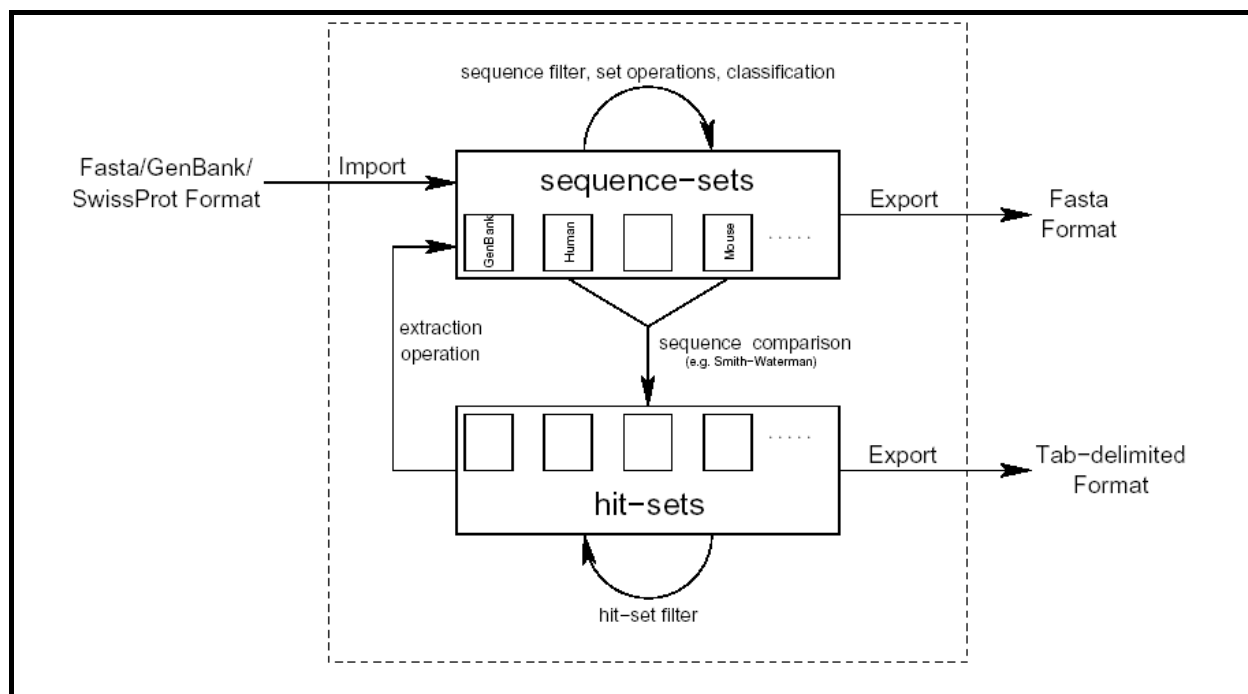 sequence filter, set operations, classification
Fasta/GenBank/
SwissProt Format
Import
sequence-sets
GenBank
Human
Mouse
.....
Export
Fasta
Format
extraction
operation
sequence comparison
(e.g. Smith-Waterman)
.....
hit-sets
Export
Tab-delimited
Format
hit-set filter